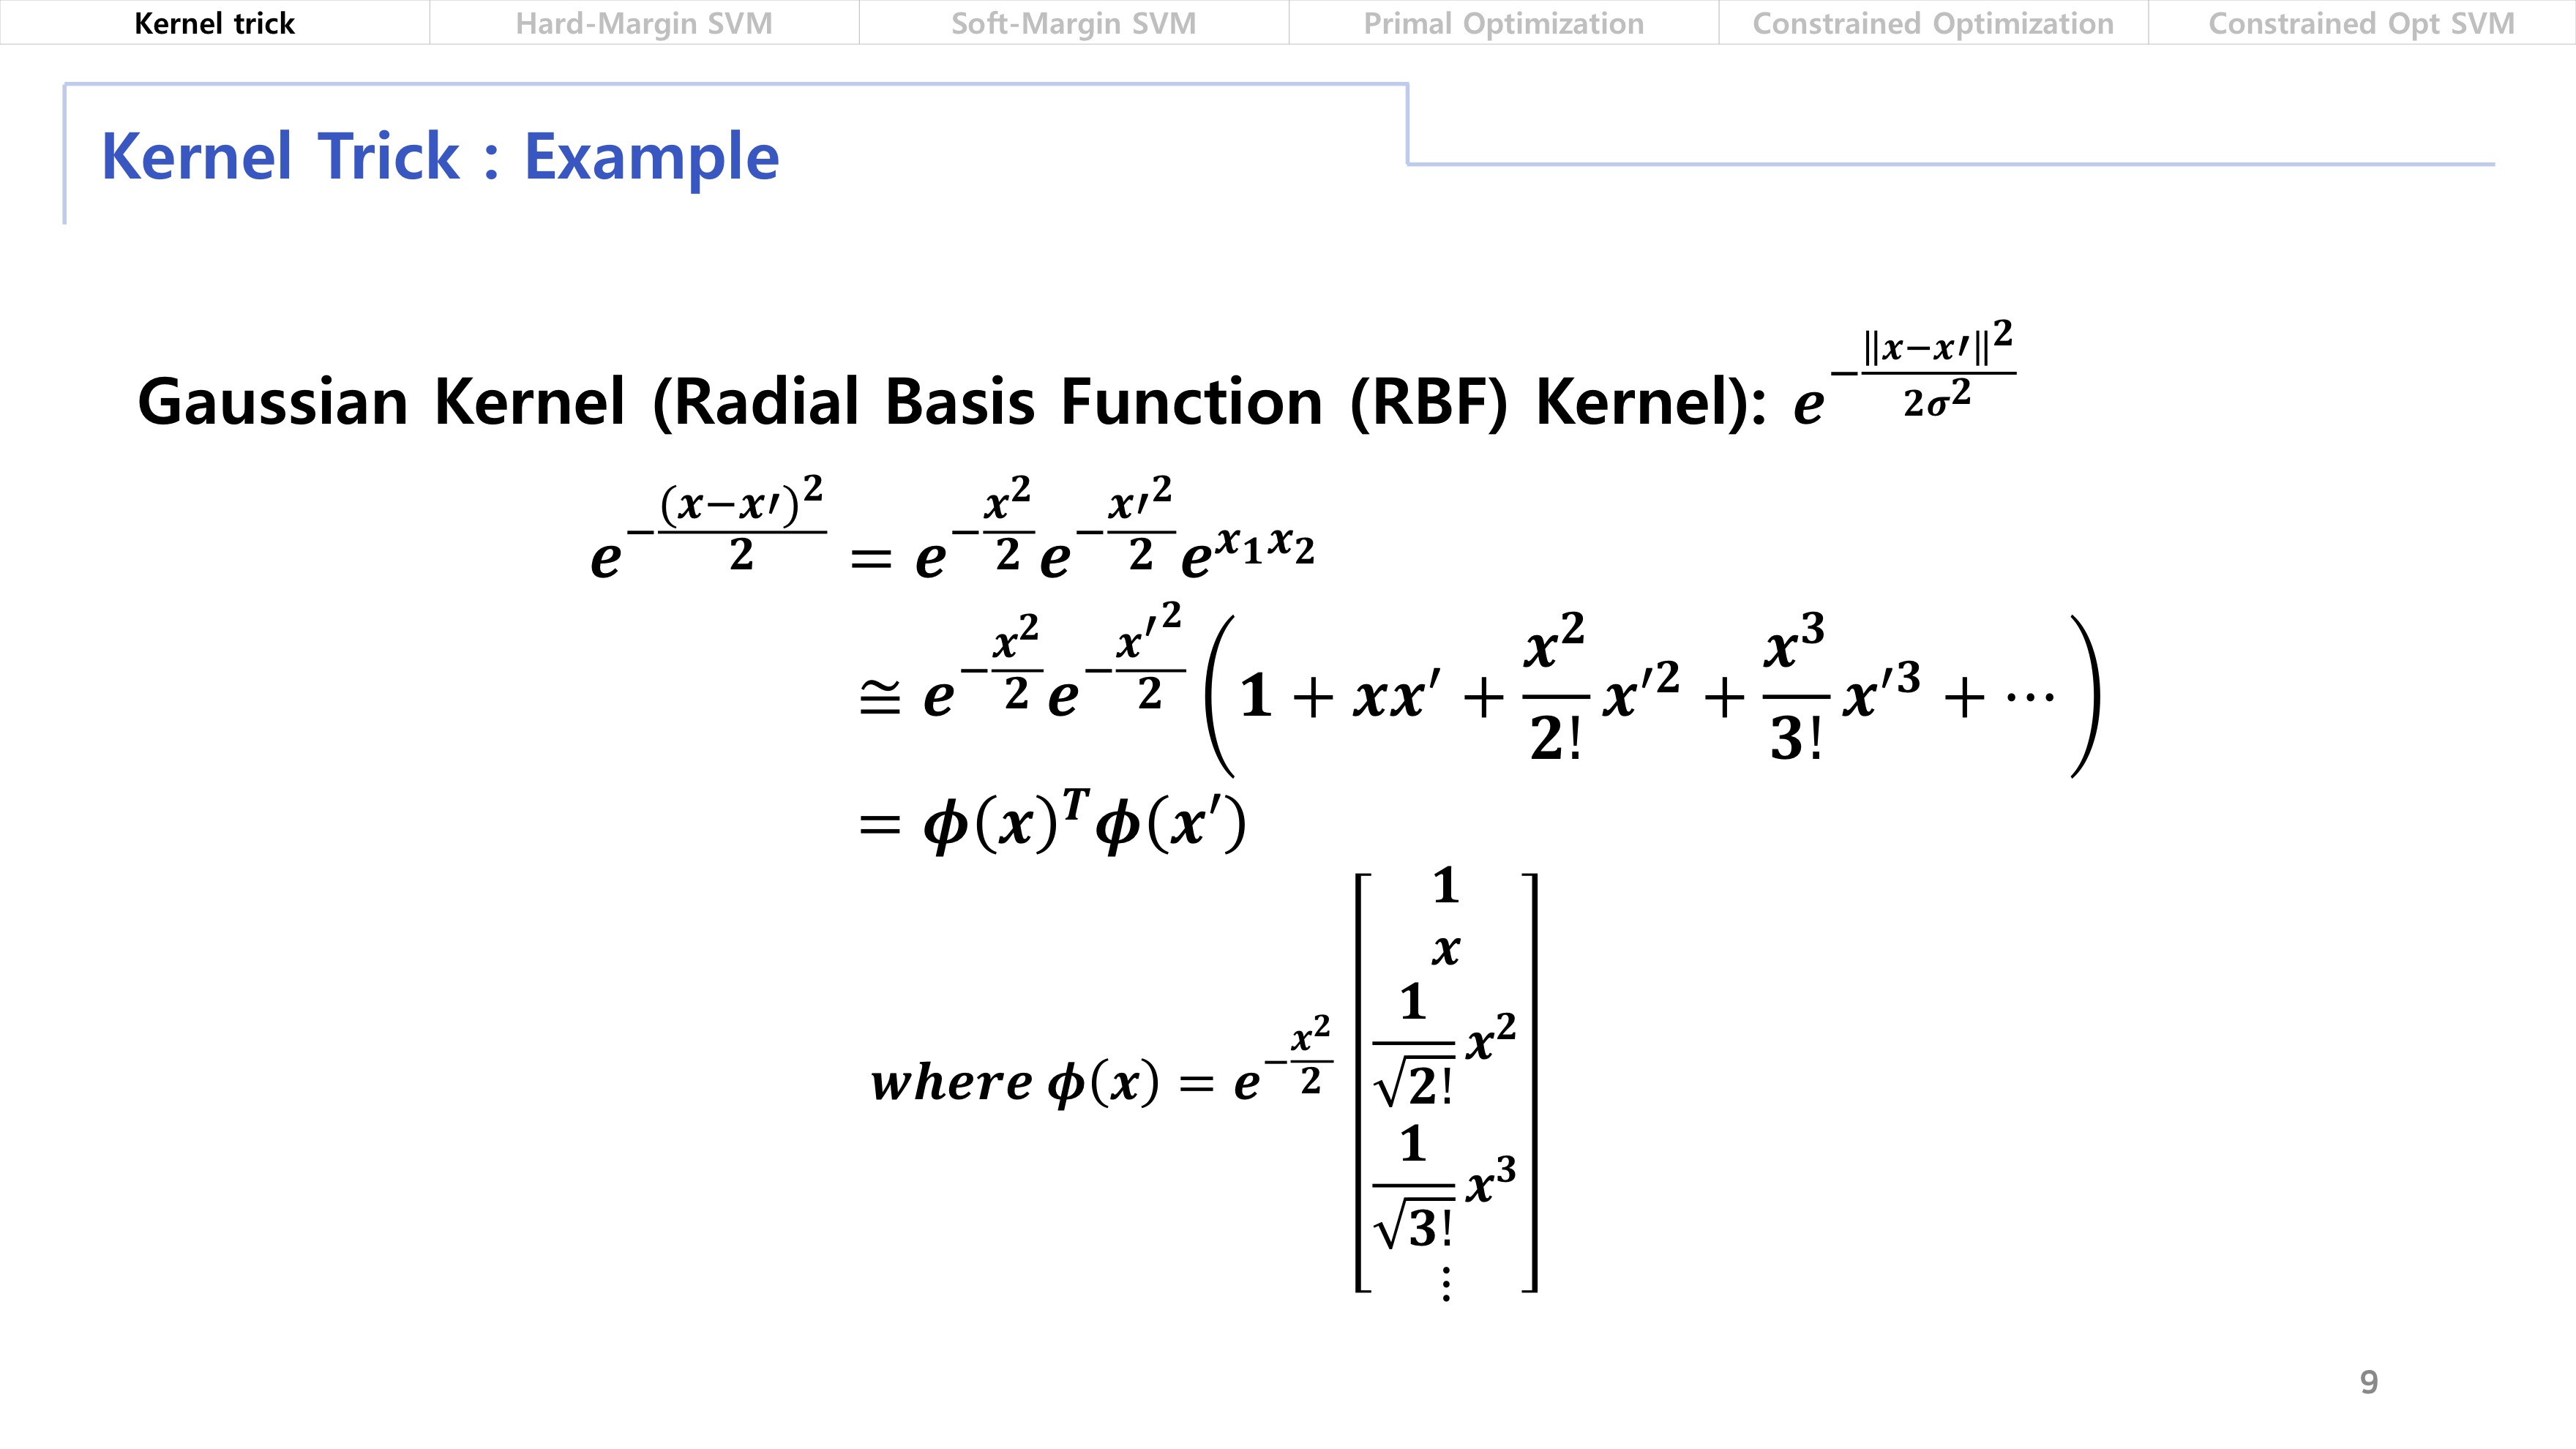 Kernel trick
Hard-Margin SVM
Soft-Margin SVM
Primal Optimization
Constrained Optimization
Constrained Opt SVM
Kernel Trick : Example
Gaussian Kernel (Radial Basis Function (RBF) Kernel): $e^{-\frac{\|x-x'\|^2}{2\sigma^2}}$
$e^{-\frac{(x-x')^2}{2}} = e^{-\frac{x^2}{2}} e^{-\frac{x'^2}{2}} e^{x_1 x_2}$
$\cong e^{-\frac{x^2}{2}} e^{-\frac{x'^2}{2}} \left( 1 + xx' + \frac{x^2}{2!} x'^2 + \frac{x^3}{3!} x'^3 + \cdots \right)$
$= \phi(x)^T \phi(x')$
$where\ \phi(x) = e^{-\frac{x^2}{2}} \begin{bmatrix} 1 \\ x \\ \frac{1}{\sqrt{2!}} x^2 \\ \frac{1}{\sqrt{3!}} x^3 \\ \vdots \end{bmatrix}$
9